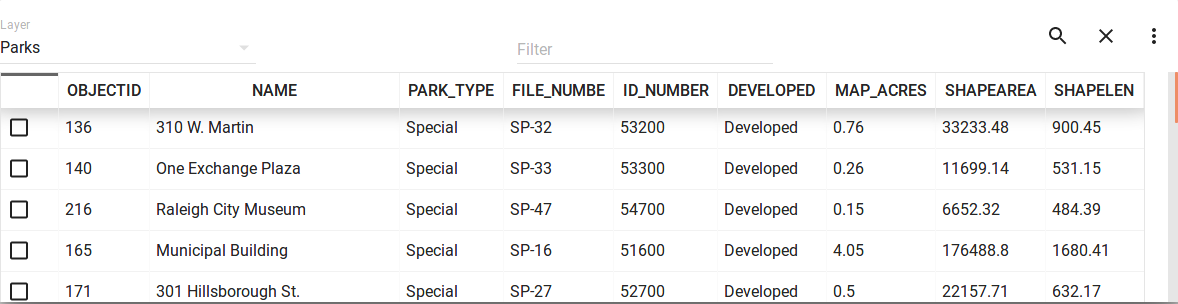 Layer
Parks
Filter
OBJECTID NAME PARK_TYPE FILE_NUMBE ID_NUMBER DEVELOPED MAP_ACRES SHAPEAREA SHAPELEN
136 310 W. Martin Special SP-32 53200 Developed 0.76 33233.48 900.45
140 One Exchange Plaza Special SP-33 53300 Developed 0.26 11699.14 531.15
216 Raleigh City Museum Special SP-47 54700 Developed 0.15 6652.32 484.39
165 Municipal Building Special SP-16 51600 Developed 4.05 176488.8 1680.41
171 301 Hillsborough St. Special SP-27 52700 Developed 0.5 22157.71 632.17